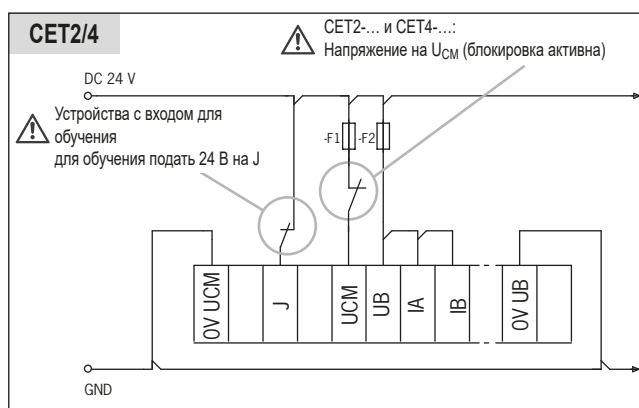 CET2/4
CET2-... и CET4-...:
Напряжение на UCM (блокировка активна)
DC 24 V
Устройства с входом для
обучения
для обучения подать 24 В на J
-F1
-F2
0V UCM
J
UCM
UB
IA
IB
0V UB
GND